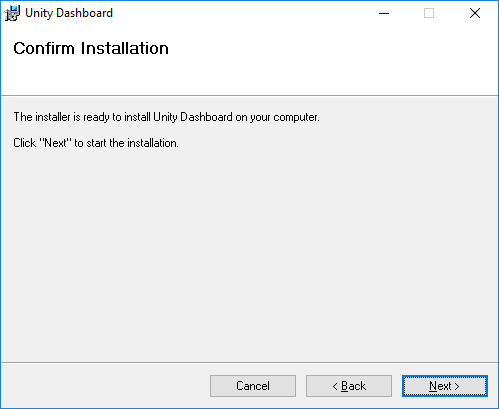 Unity Dashboard
Confirm Installation
The installer is ready to install Unity Dashboard on your computer.
Click "Next" to start the installation.
Cancel
< Back
Next >